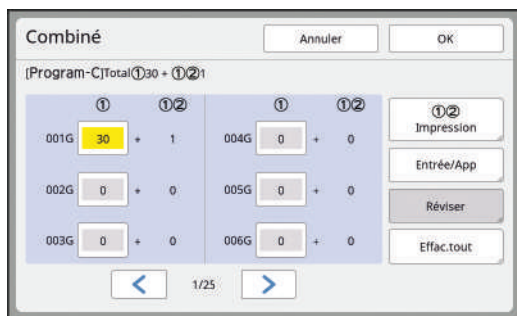 Combiné
Annuler
OK
[Program-C]Total①30 + ①②1
① ①② ① ①②
001G 30 + 1 004G 0 + 0
002G 0 + 0 005G 0 + 0
003G 0 + 0 006G 0 + 0
①②
Impression
Entrée/App
Réviser
Effac.tout
< 1/25 >